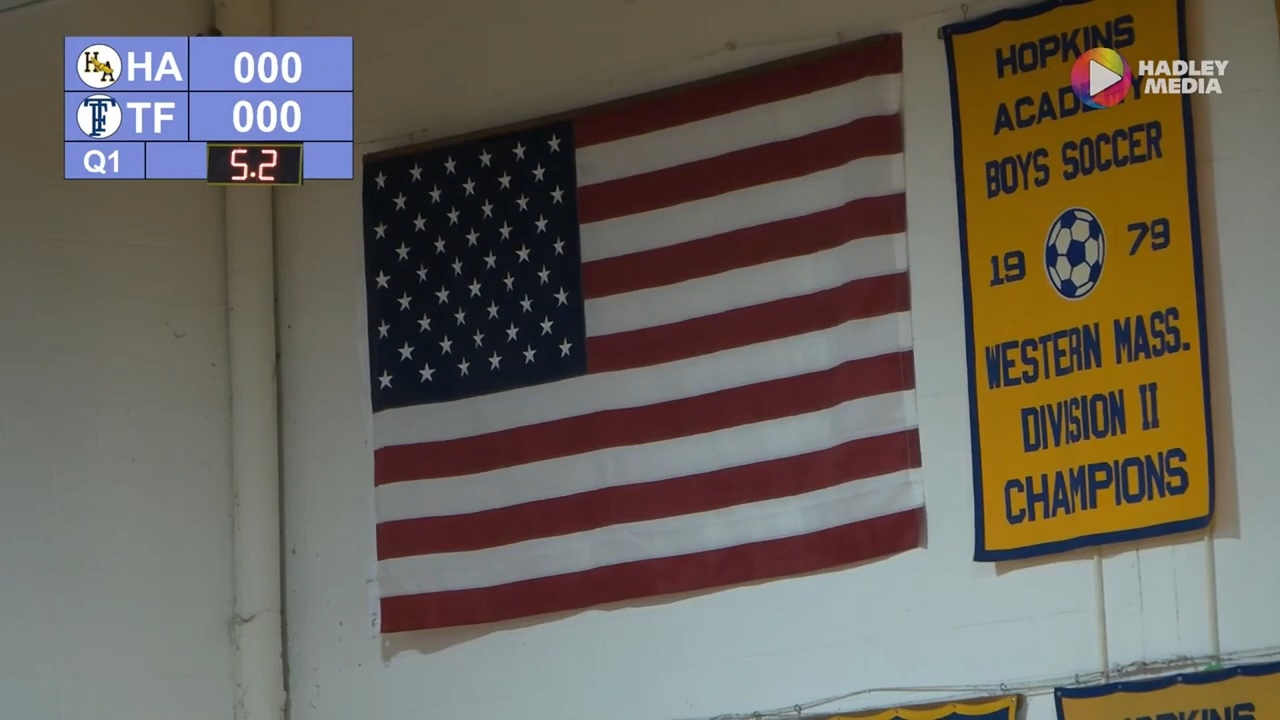 HA 000
TF 000
Q1 5.2
HADLEY
MEDIA
HOPKINS
ACADEMY
BOYS SOCCER
19 79
WESTERN MASS.
DIVISION II
CHAMPIONS
HOPKINS